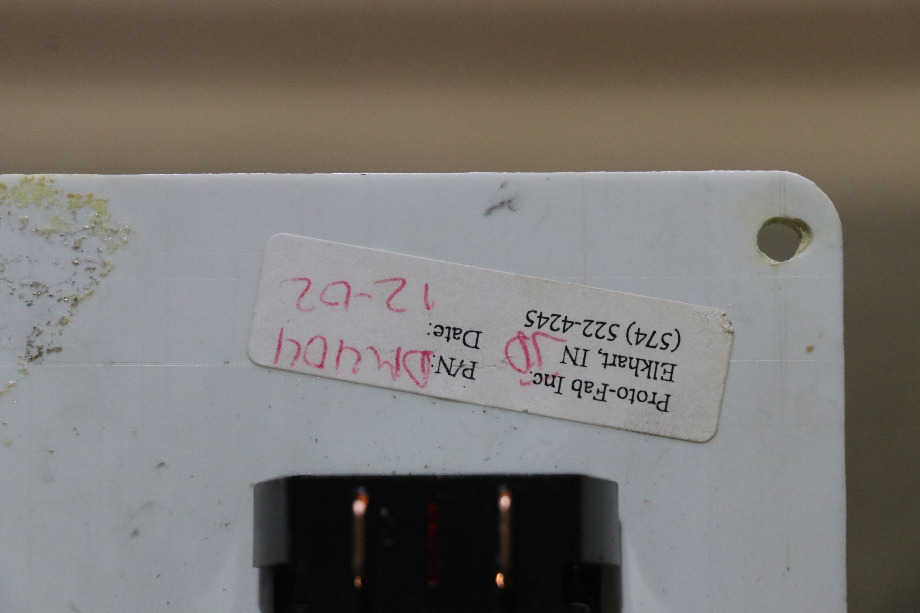 Proto-Fab Inc.
Elkhart, IN
(574) 522-4245
JD
P/N: DM404
Date:
12-02